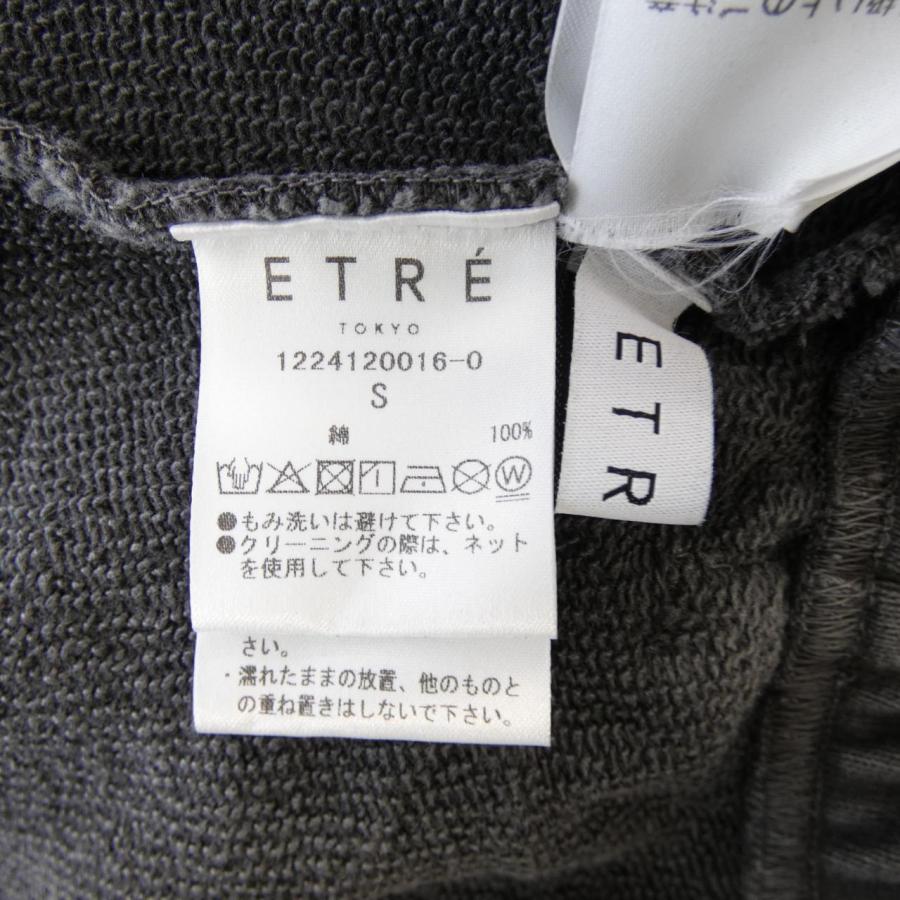 ETRÉ
TOKYO
1224120016-0
S
綿 100%
W
●もみ洗いは避けて下さい。
●クリーニングの際は、ネット
を使用して下さい。
さい。
・濡れたままの放置、他のものと
の重ね置きはしないで下さい。
ETR